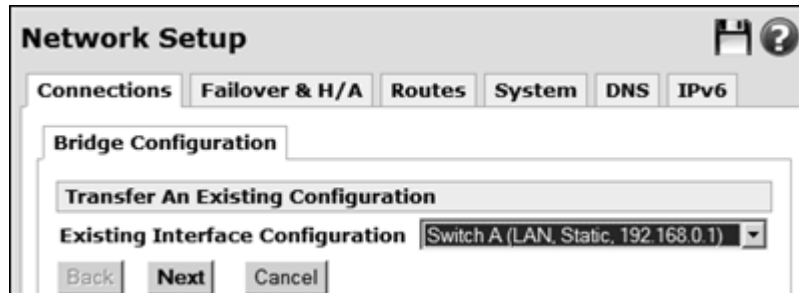 Network Setup
Connections Failover & H/A Routes System DNS IPv6
Bridge Configuration
Transfer An Existing Configuration
Existing Interface Configuration Switch A (LAN, Static, 192.168.0.1)
Back Next Cancel